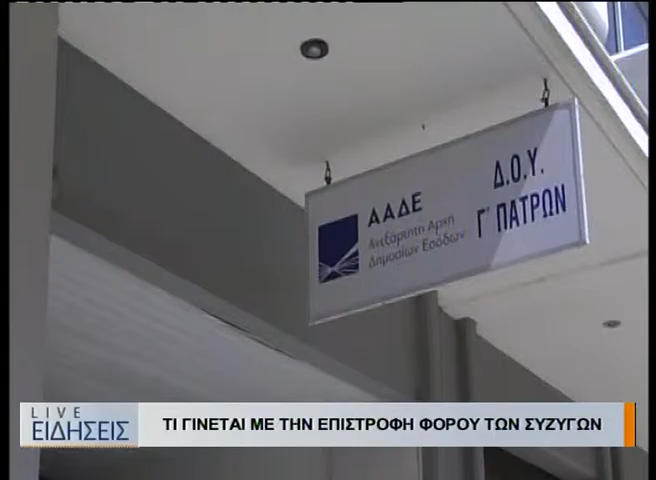 ΑΑΔΕ
Ανεξάρτητη Αρχή
Δημοσίων Εσόδων
Δ.Ο.Υ.
Γ' ΠΑΤΡΩΝ
LIVE
ΕΙΔΗΣΕΙΣ
ΤΙ ΓΙΝΕΤΑΙ ΜΕ ΤΗΝ ΕΠΙΣΤΡΟΦΗ ΦΟΡΟΥ ΤΩΝ ΣΥΖΥΓΩΝ